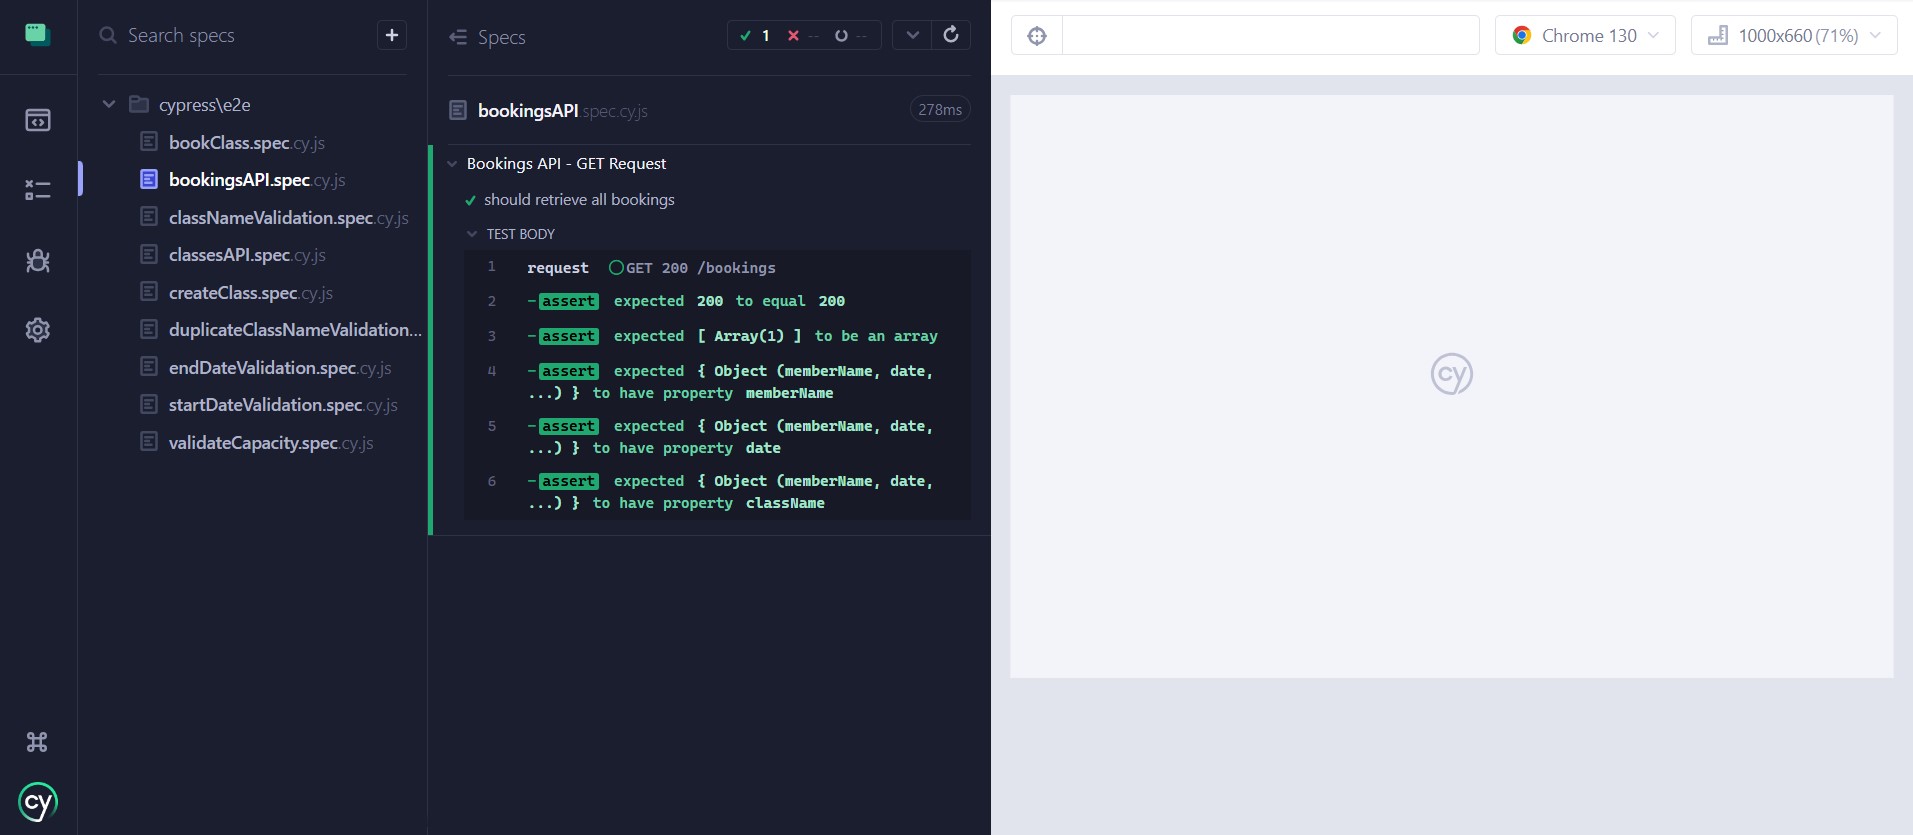 Search specs
+
cypress\e2e
bookClass.spec.cy.js
bookingsAPI.spec.cy.js
classNameValidation.spec.cy.js
classesAPI.spec.cy.js
createClass.spec.cy.js
duplicateClassNameValidation...
endDateValidation.spec.cy.js
startDateValidation.spec.cy.js
validateCapacity.spec.cy.js
cy
Specs
1 -- --
bookingsAPI.spec.cy.js 278ms
Bookings API - GET Request
should retrieve all bookings
TEST BODY
1 request GET 200 /bookings
2 -assert expected 200 to equal 200
3 -assert expected [ Array(1) ] to be an array
4 -assert expected { Object (memberName, date,
...) } to have property memberName
5 -assert expected { Object (memberName, date,
...) } to have property date
6 -assert expected { Object (memberName, date,
...) } to have property className
Chrome 130
1000x660 (71%)
cy